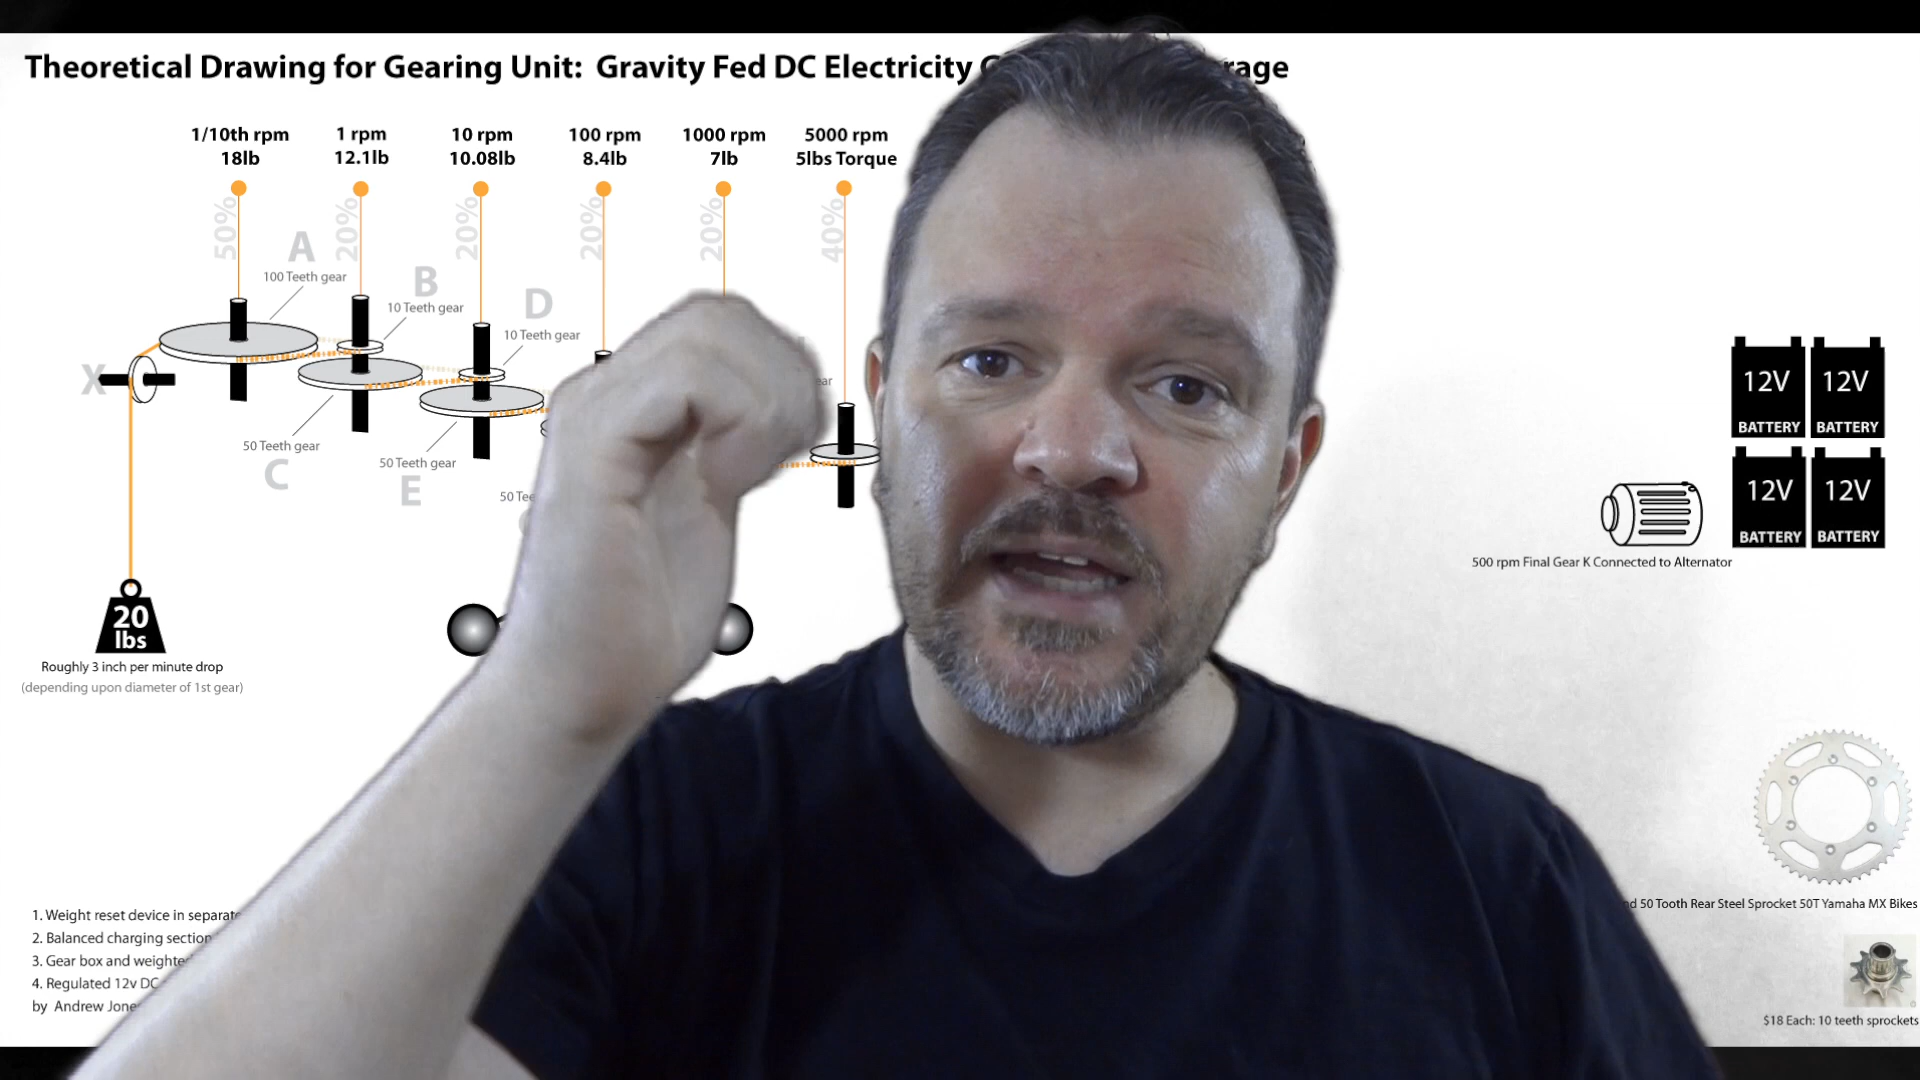 Theoretical Drawing for Gearing Unit: Gravity Fed DC Electricity
1/10th rpm 1 rpm 10 rpm 100 rpm 1000 rpm 5000 rpm
18lb 12.1lb 10.08lb 8.4lb 7lb 5lbs Torque
50% 20% 20% 20% 20% 40%
A
100 Teeth gear
B
10 Teeth gear
D
10 Teeth gear
X
50 Teeth gear
C
50 Teeth gear
E
50
20
lbs
Roughly 3 inch per minute drop
(depending upon diameter of 1st gear)
12V 12V
BATTERY BATTERY
12V 12V
BATTERY BATTERY
500 rpm Final Gear K Connected to Alternator
50 Tooth Rear Steel Sprocket 50T Yamaha MX Bikes
$18 Each: 10 teeth sprockets
1. Weight reset device in
2. Balanced charging section
3. Gear box and
4. Regulated 12v DC
by Andrew